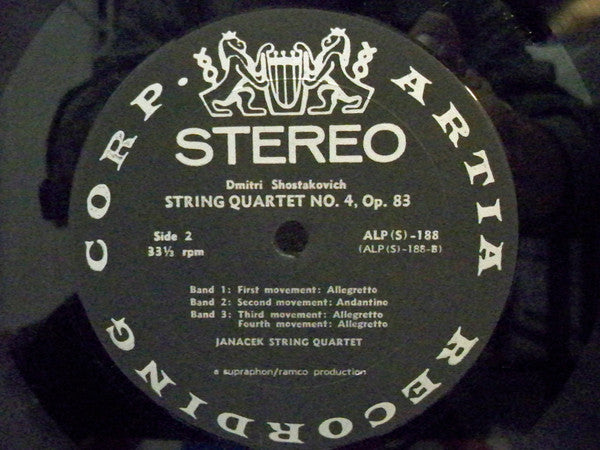 ARTIA RECORDING CORP.
STEREO
Dmitri Shostakovich
STRING QUARTET NO. 4, Op. 83
Side 2
33⅓ rpm
ALP (S) -188
(ALP (S) -188-B)
Band 1: First movement: Allegretto
Band 2: Second movement: Andantino
Band 3: Third movement: Allegretto
Fourth movement: Allegretto
JANACEK STRING QUARTET
a supraphon/ramco production